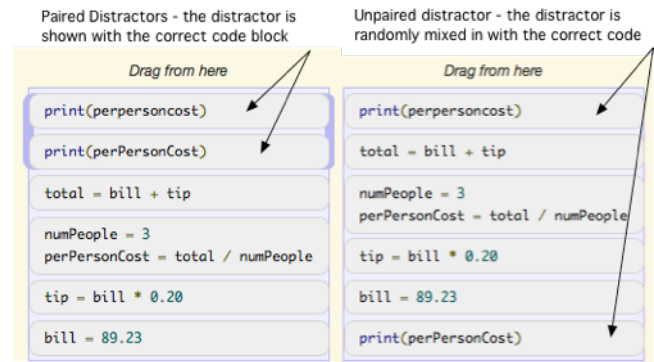 Paired Distractors - the distractor is
shown with the correct code block
Drag from here
print(perpersoncost)
print(perPersonCost)
total = bill + tip
numPeople = 3
perPersonCost = total / numPeople
tip = bill * 0.20
bill = 89.23
Unpaired distractor - the distractor is
randomly mixed in with the correct code
Drag from here
print(perpersoncost)
total = bill + tip
numPeople = 3
perPersonCost = total / numPeople
tip = bill * 0.20
bill = 89.23
print(perPersonCost)